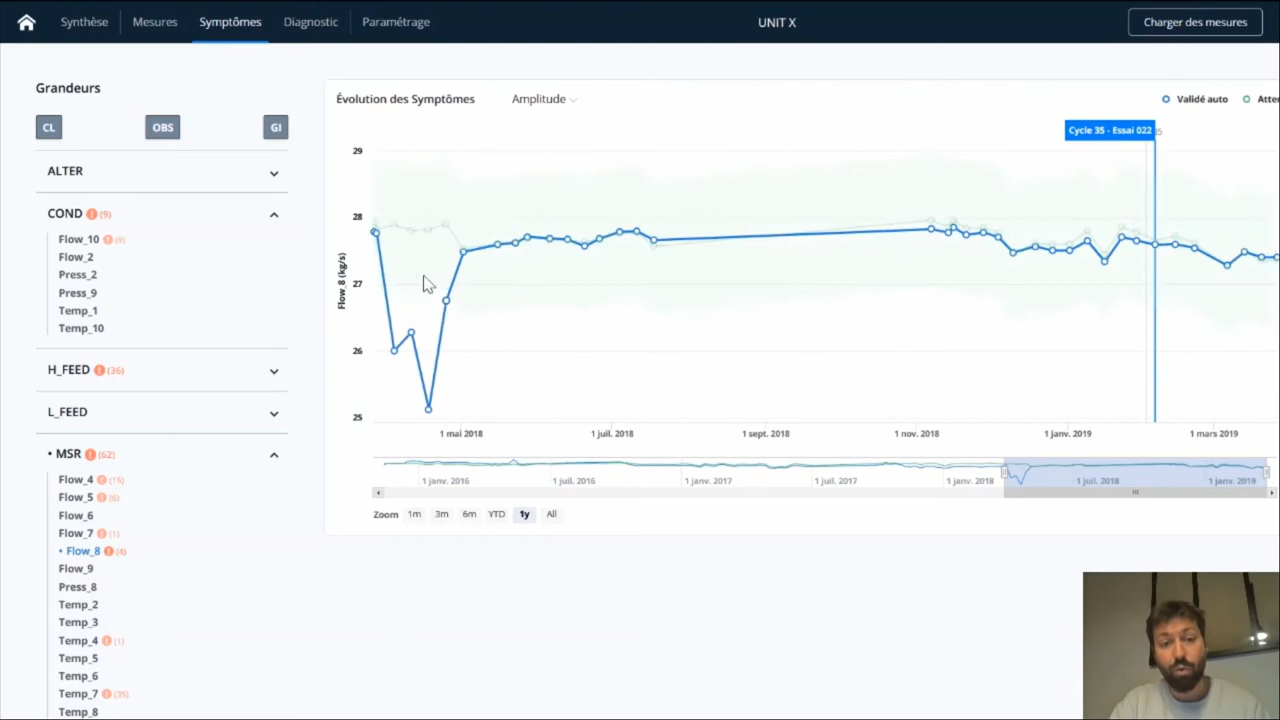 Synthèse
Mesures
Symptômes
Diagnostic
Paramétrage
UNIT X
Charger des mesures
Grandeurs
CL
OBS
GI
ALTER
COND (9)
Flow_10
Flow_2
Press_2
Press_9
Temp_1
Temp_10
H_FEED (36)
L_FEED
• MSR (62)
Flow_4 (15)
Flow_5 (6)
Flow_6
Flow_7 (1)
• Flow_8 (4)
Flow_9
Press_8
Temp_2
Temp_3
Temp_4 (1)
Temp_5
Temp_6
Temp_7 (35)
Temp_8
Évolution des Symptômes
Amplitude
Validé auto
Atte
Cycle 35 - Essai 022
29
28
27
26
25
Flow_8 (kg/s)
1 mai 2018
1 juil. 2018
1 sept. 2018
1 nov. 2018
1 janv. 2019
1 mars 2019
1 janv. 2016
1 juil. 2016
1 janv. 2017
1 juil. 2017
1 janv. 2018
1 juil. 2018
1 janv. 2019
Zoom 1m 3m 6m YTD 1y All